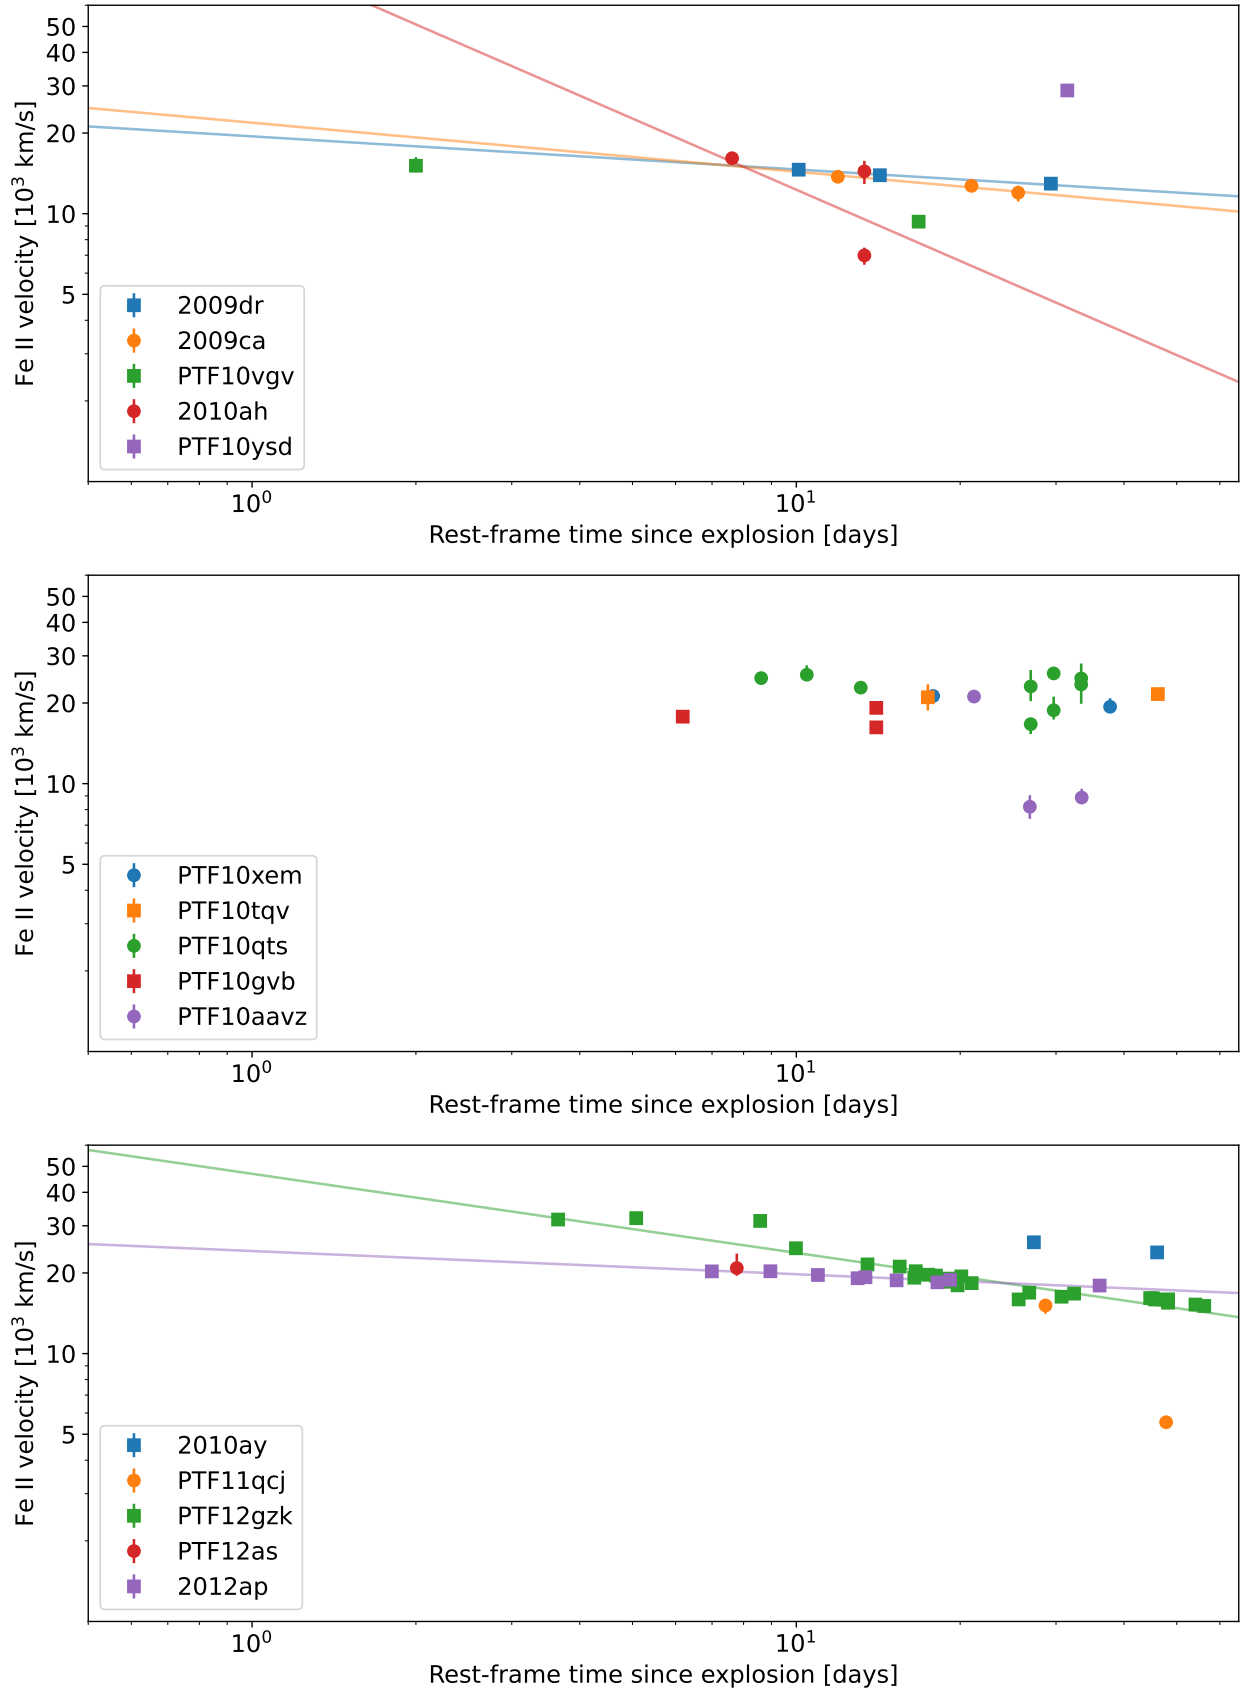 50
40
30
20
10
5
Fe II velocity [10³ km/s]
2009dr
2009ca
PTF10vgv
2010ah
PTF10ysd
10⁰
10¹
Rest-frame time since explosion [days]
50
40
30
20
10
5
Fe II velocity [10³ km/s]
PTF10xem
PTF10tqv
PTF10qts
PTF10gvb
PTF10aavz
10⁰
10¹
Rest-frame time since explosion [days]
50
40
30
20
10
5
Fe II velocity [10³ km/s]
2010ay
PTF11qcj
PTF12gzk
PTF12as
2012ap
10⁰
10¹
Rest-frame time since explosion [days]